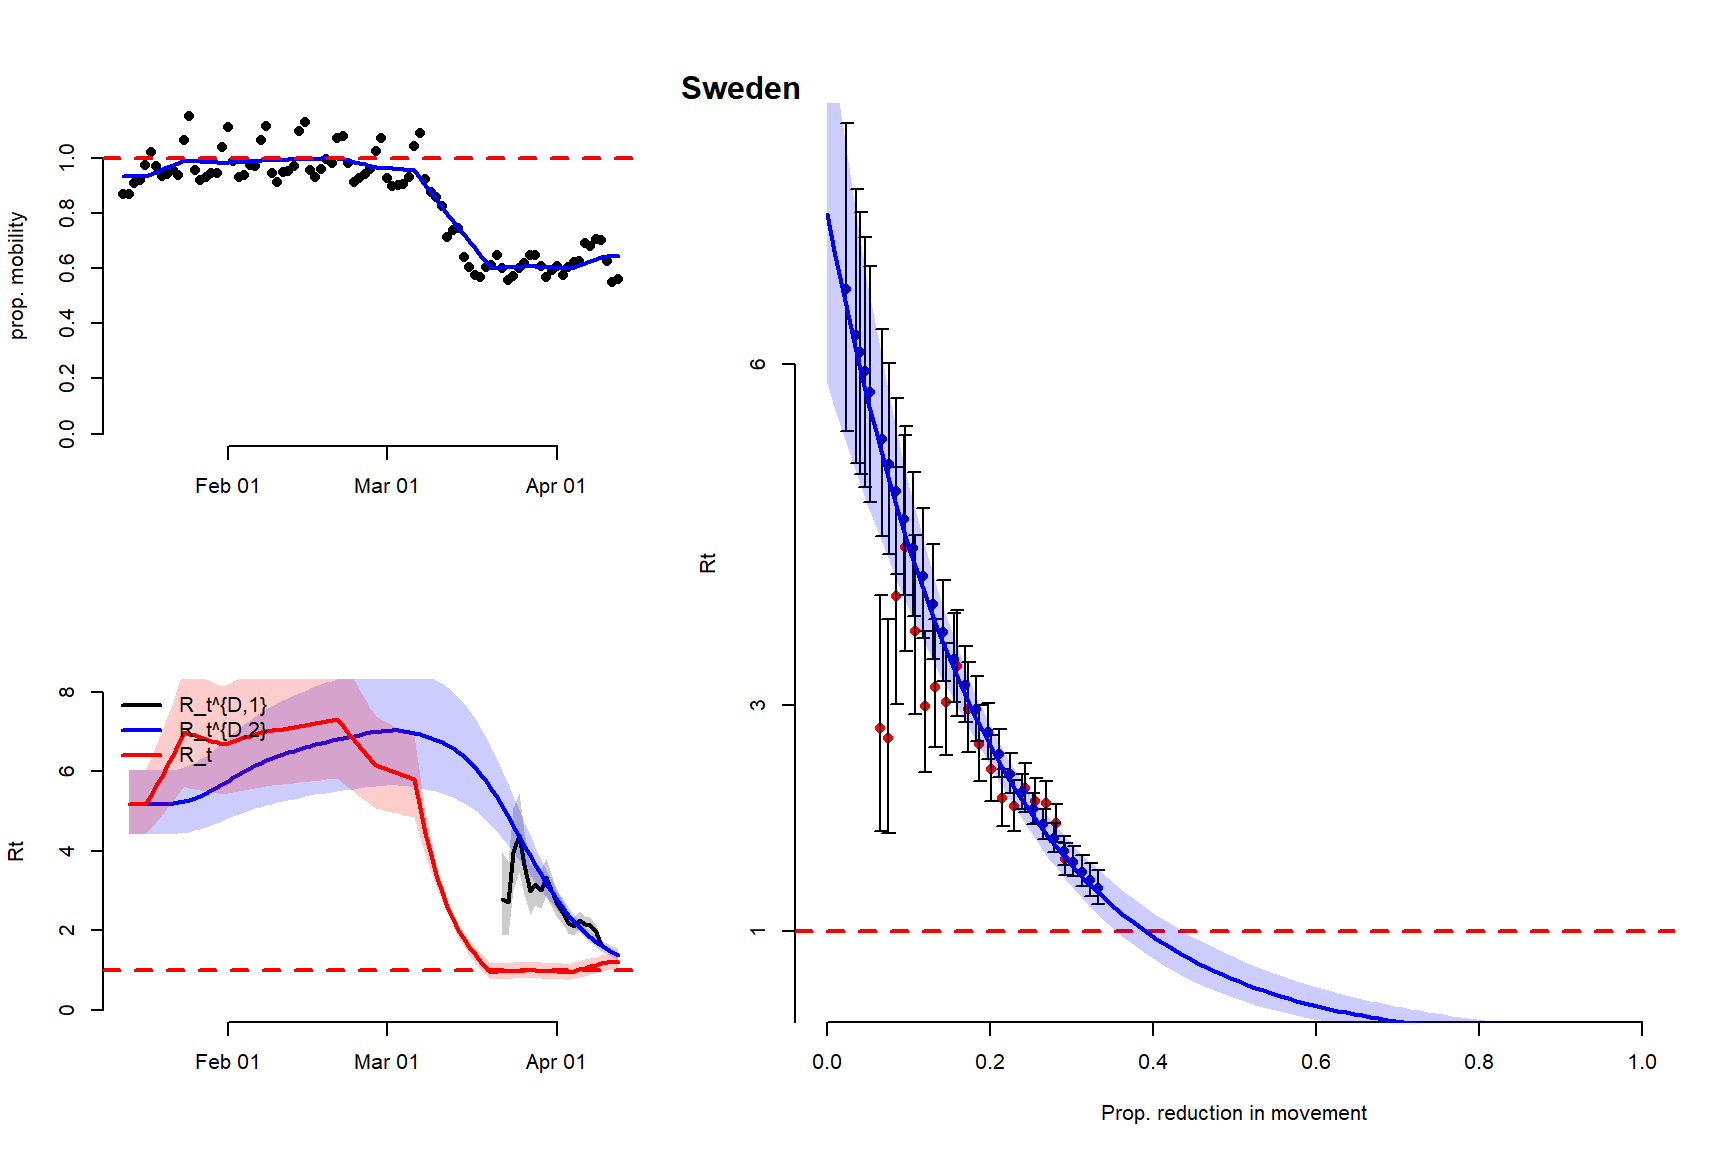 Sweden
prop. mobility
1.0
0.8
0.6
0.4
0.2
0.0
Feb 01 Mar 01 Apr 01
Rt
8
6
4
2
0
R_t^{D,1}
R_t^{D,2}
R_t
Feb 01 Mar 01 Apr 01
Rt
6
3
1
0.0 0.2 0.4 0.6 0.8 1.0
Prop. reduction in movement